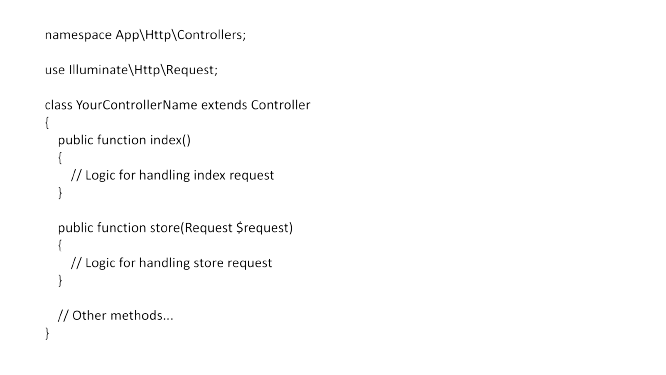 namespace App\Http\Controllers;
use Illuminate\Http\Request;
class YourControllerName extends Controller
{
public function index()
{
// Logic for handling index request
}
public function store(Request $request)
{
// Logic for handling store request
}
// Other methods...
}